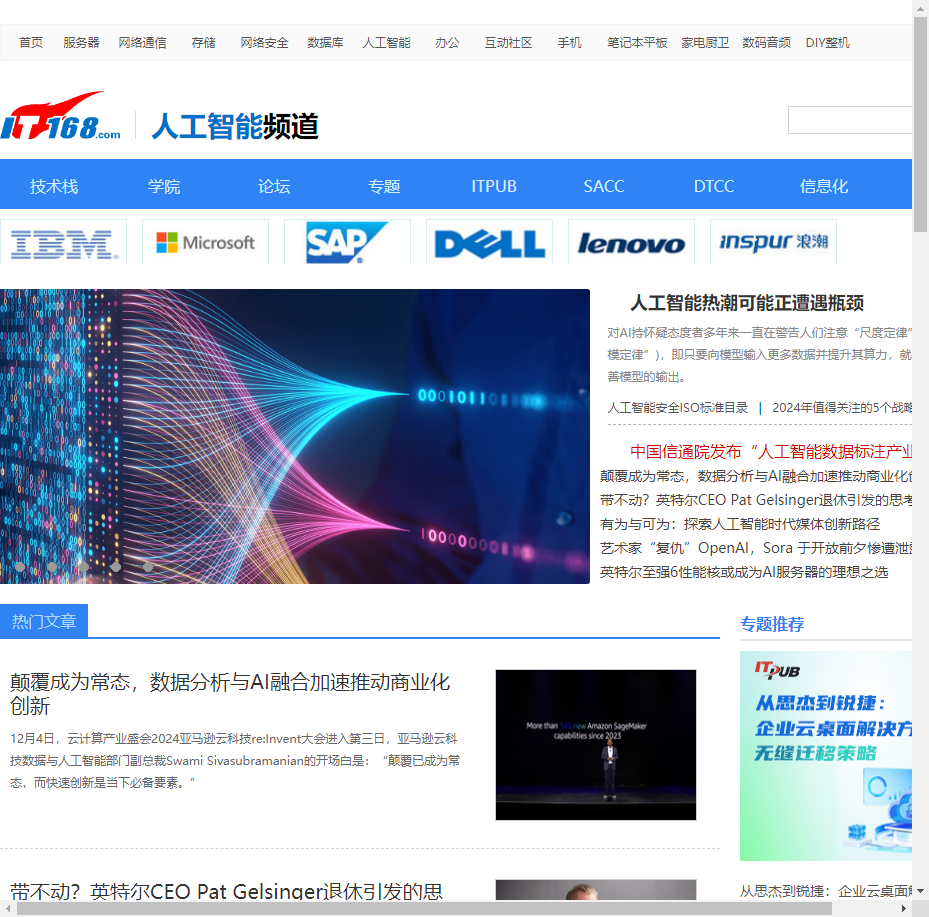 首页 服务器 网络通信 存储 网络安全 数据库 人工智能 办公 互动社区 手机 笔记本平板 家电厨卫 数码音频 DIY整机
IT168.com 人工智能频道
技术栈 学院 论坛 专题 ITPUB SACC DTCC 信息化
IBM Microsoft SAP DELL lenovo inspur 浪潮
人工智能热潮可能正遭遇瓶颈
对AI持怀疑态度者多年来一直在警告人们注意“尺度定律”
模定律”)，即只要向模型输入更多数据并提升其算力，就
善模型的输出。
人工智能安全ISO标准目录 | 2024年值得关注的5个战略
中国信通院发布“人工智能数据标注产业
颠覆成为常态，数据分析与AI融合加速推动商业化创
带不动？英特尔CEO Pat Gelsinger退休引发的思考
有为与可为：探索人工智能时代媒体创新路径
艺术家“复仇”OpenAI，Sora 于开放前夕惨遭泄
英特尔至强6性能核或成为AI服务器的理想之选
热门文章
专题推荐
颠覆成为常态，数据分析与AI融合加速推动商业化
创新
12月4日，云计算产业盛会2024亚马逊云科技re:Invent大会进入第三日，亚马逊云科
技数据与人工智能部门副总裁Swami Sivasubramanian的开场白是：“颠覆已成为常
态，而快速创新是当下必备要素。”
More than 140 new Amazon SageMaker
capabilities since 2023
ITPUB
从思杰到锐捷：
企业云桌面解决方
无缝迁移策略
从思杰到锐捷：企业云桌面解
带不动？英特尔CEO Pat Gelsinger退休引发的思